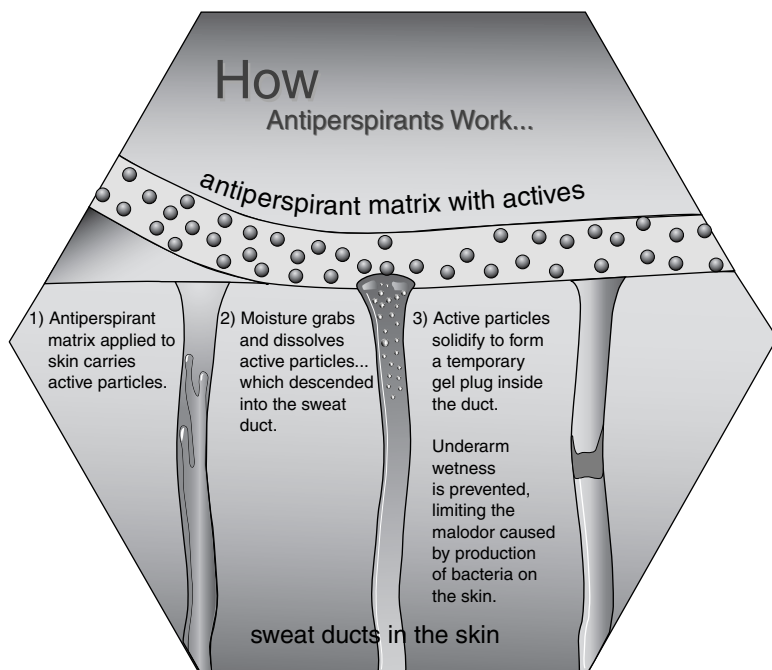 How
Antiperspirants Work...
antiperspirant matrix with actives
1) Antiperspirant
matrix applied to
skin carries
active particles.
2) Moisture grabs
and dissolves
active particles...
which descended
into the sweat
duct.
3) Active particles
solidify to form
a temporary
gel plug inside
the duct.
Underarm
wetness
is prevented,
limiting the
malodor caused
by production
of bacteria on
the skin.
sweat ducts in the skin